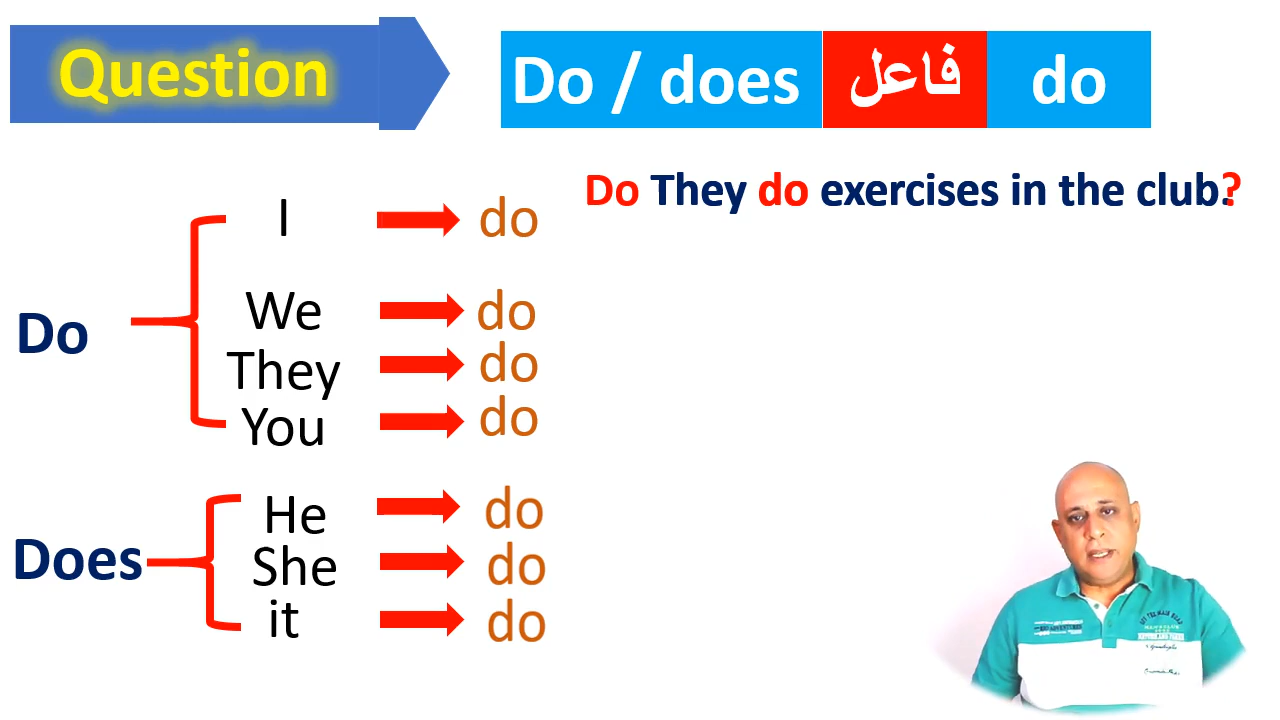 Question
Do / does فاعل do
Do They do exercises in the club.?
Do
I do
We do
They do
You do
Does
He do
She do
it do